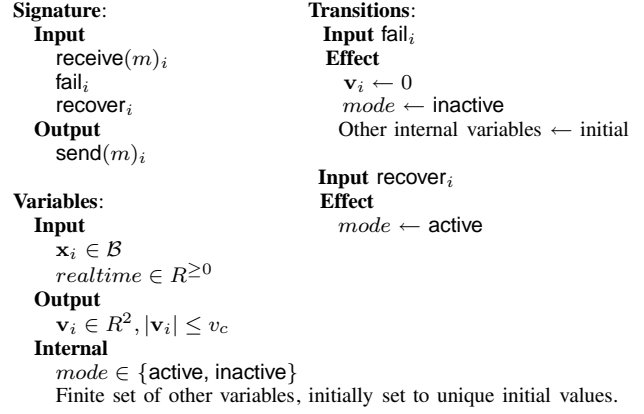 Signature:
Input
receive(m)ᵢ
failᵢ
recoverᵢ
Output
send(m)ᵢ
Variables:
Input
xᵢ ∈ ℬ
realtime ∈ R^≥0
Output
vᵢ ∈ R², |vᵢ| ≤ v_c
Internal
mode ∈ {active, inactive}
Finite set of other variables, initially set to unique initial values.
Transitions:
Input failᵢ
Effect
vᵢ ← 0
mode ← inactive
Other internal variables ← initial
Input recoverᵢ
Effect
mode ← active